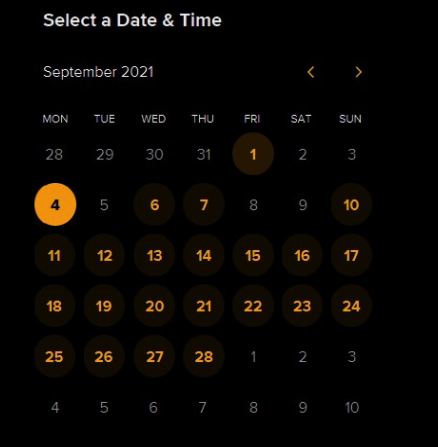 Select a Date & Time
September 2021
MON TUE WED THU FRI SAT SUN
28 29 30 31 1 2 3
4 5 6 7 8 9 10
11 12 13 14 15 16 17
18 19 20 21 22 23 24
25 26 27 28 1 2 3
4 5 6 7 8 9 10